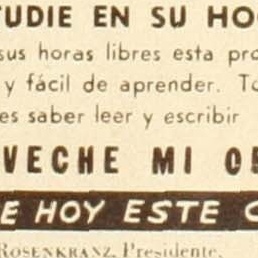 TUDIE EN SU HO
sus horas libres esta pro
y fácil de aprender. To
es saber leer y escribir
VECHE MI O
E HOY ESTE C
ROSENKRANZ, Presidente.